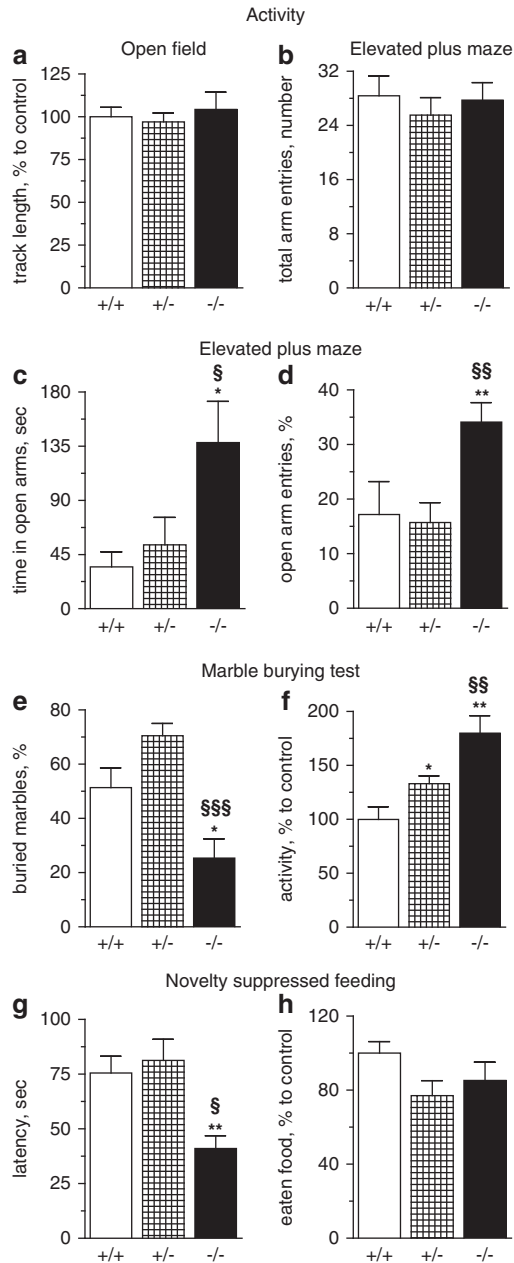 Activity
a Open field
track length, % to control
125
100
75
50
25
0
+/+ +/- -/-
b Elevated plus maze
total arm entries, number
32
24
16
8
0
+/+ +/- -/-
Elevated plus maze
c
time in open arms, sec
180
135
90
45
0
§
*
+/+ +/- -/-
d
open arm entries, %
40
30
20
10
0
§§
**
+/+ +/- -/-
Marble burying test
e
buried marbles, %
80
60
40
20
0
§§§
*
+/+ +/- -/-
f
activity, % to control
200
150
100
50
0
*
§§
**
+/+ +/- -/-
Novelty suppressed feeding
g
latency, sec
100
75
50
25
0
§
**
+/+ +/- -/-
h
eaten food, % to control
120
80
40
0
+/+ +/- -/-